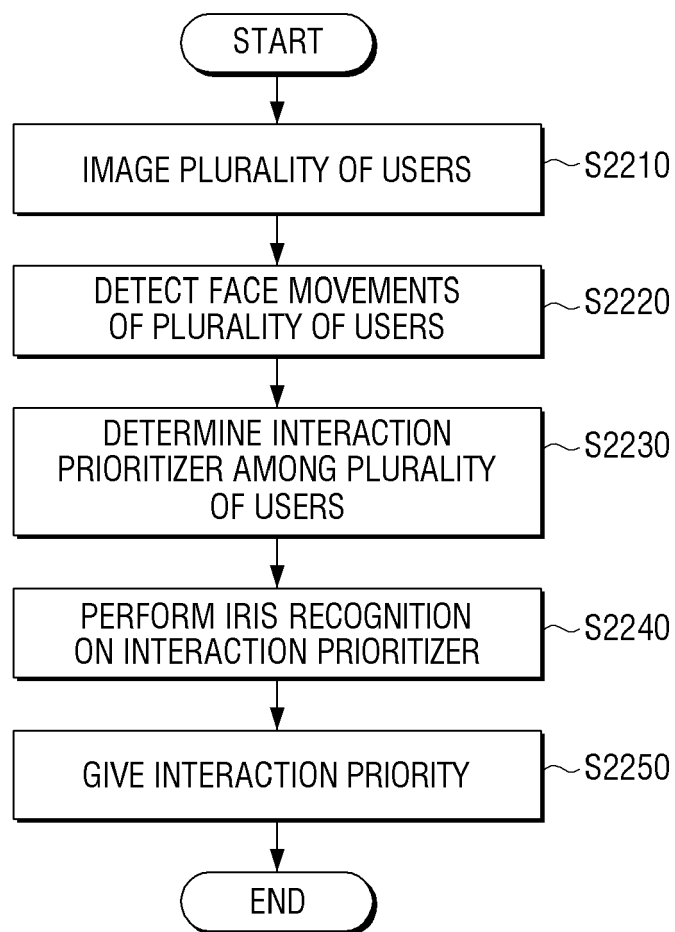 START
IMAGE PLURALITY OF USERS
S2210
DETECT FACE MOVEMENTS
OF PLURALITY OF USERS
S2220
DETERMINE INTERACTION
PRIORITIZER AMONG PLURALITY
OF USERS
S2230
PERFORM IRIS RECOGNITION
ON INTERACTION PRIORITIZER
S2240
GIVE INTERACTION PRIORITY
S2250
END